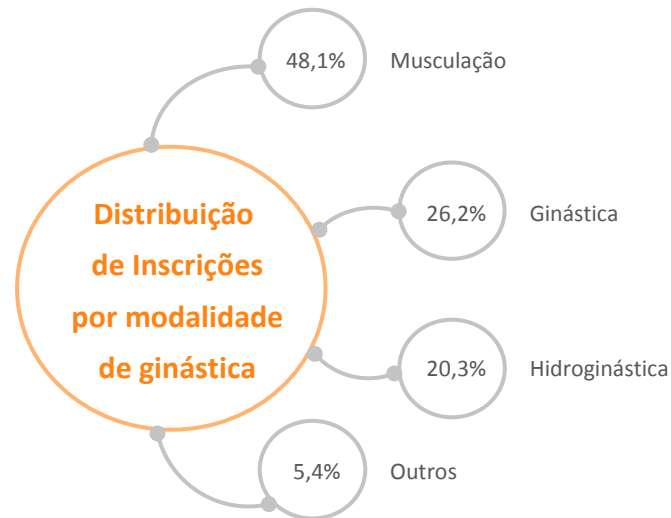 48,1% Musculação
Distribuição
de Inscrições
por modalidade
de ginástica
26,2% Ginástica
20,3% Hidroginástica
5,4% Outros